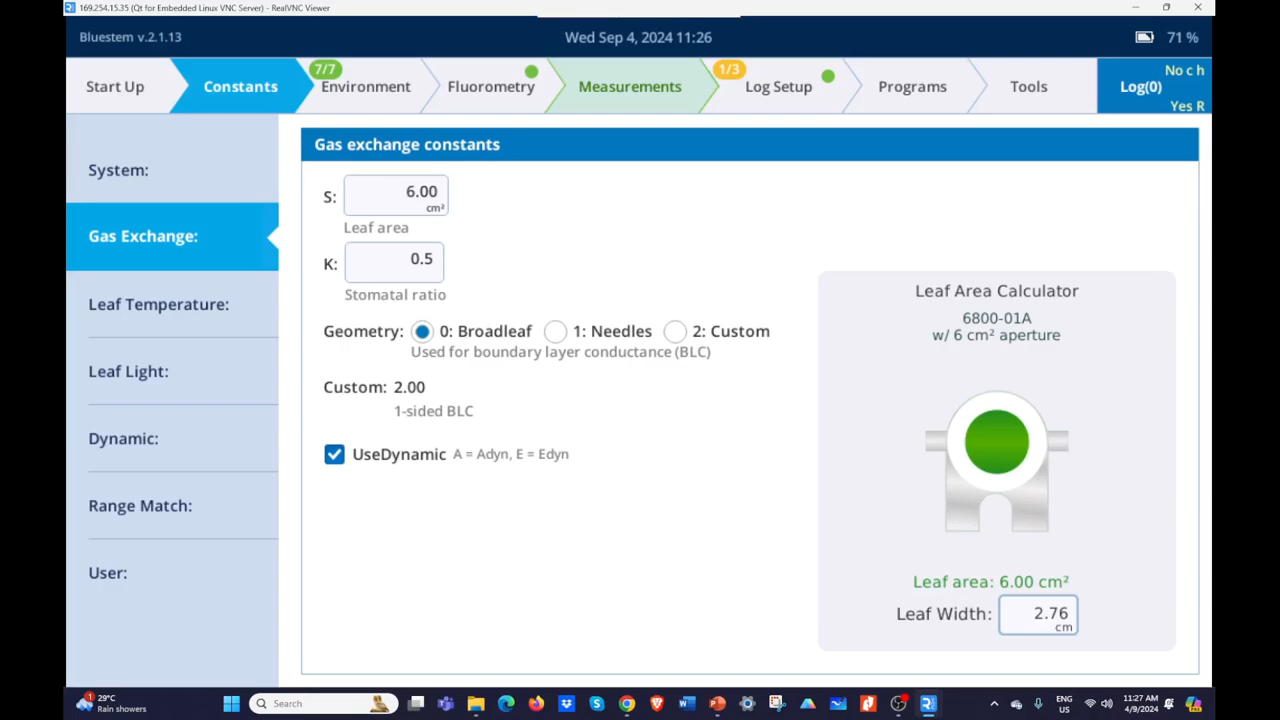 169.254.15.35 (Qt for Embedded Linux VNC Server) - RealVNC Viewer
Bluestem v.2.1.13
Wed Sep 4, 2024 11:26
71 %
Start Up
Constants
7/7
Environment
Fluorometry
Measurements
1/3
Log Setup
Programs
Tools
Log(0)
No c h
Yes R
System:
Gas Exchange:
Leaf Temperature:
Leaf Light:
Dynamic:
Range Match:
User:
Gas exchange constants
S: 6.00 cm²
Leaf area
K: 0.5
Stomatal ratio
Geometry: 0: Broadleaf 1: Needles 2: Custom
Used for boundary layer conductance (BLC)
Custom: 2.00
1-sided BLC
UseDynamic A = Adyn, E = Edyn
Leaf Area Calculator
6800-01A
w/ 6 cm² aperture
Leaf area: 6.00 cm²
Leaf Width: 2.76 cm
1
29°C
Rain showers
Search
ENG
US
11:27 AM
4/9/2024